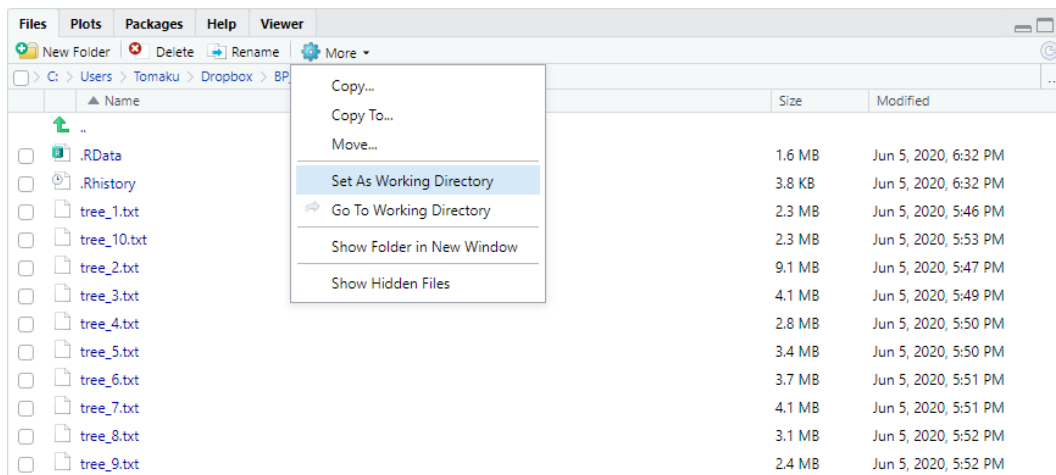 Files Plots Packages Help Viewer
New Folder Delete Rename More
C: > Users > Tomaku > Dropbox > BP_
Copy...
Copy To...
Move...
Set As Working Directory
Go To Working Directory
Show Folder in New Window
Show Hidden Files
Name Size Modified
..
.RData 1.6 MB Jun 5, 2020, 6:32 PM
.Rhistory 3.8 KB Jun 5, 2020, 6:32 PM
tree_1.txt 2.3 MB Jun 5, 2020, 5:46 PM
tree_10.txt 2.3 MB Jun 5, 2020, 5:53 PM
tree_2.txt 9.1 MB Jun 5, 2020, 5:47 PM
tree_3.txt 4.1 MB Jun 5, 2020, 5:49 PM
tree_4.txt 2.8 MB Jun 5, 2020, 5:50 PM
tree_5.txt 3.4 MB Jun 5, 2020, 5:50 PM
tree_6.txt 3.7 MB Jun 5, 2020, 5:51 PM
tree_7.txt 4.1 MB Jun 5, 2020, 5:51 PM
tree_8.txt 3.1 MB Jun 5, 2020, 5:52 PM
tree_9.txt 2.4 MB Jun 5, 2020, 5:52 PM